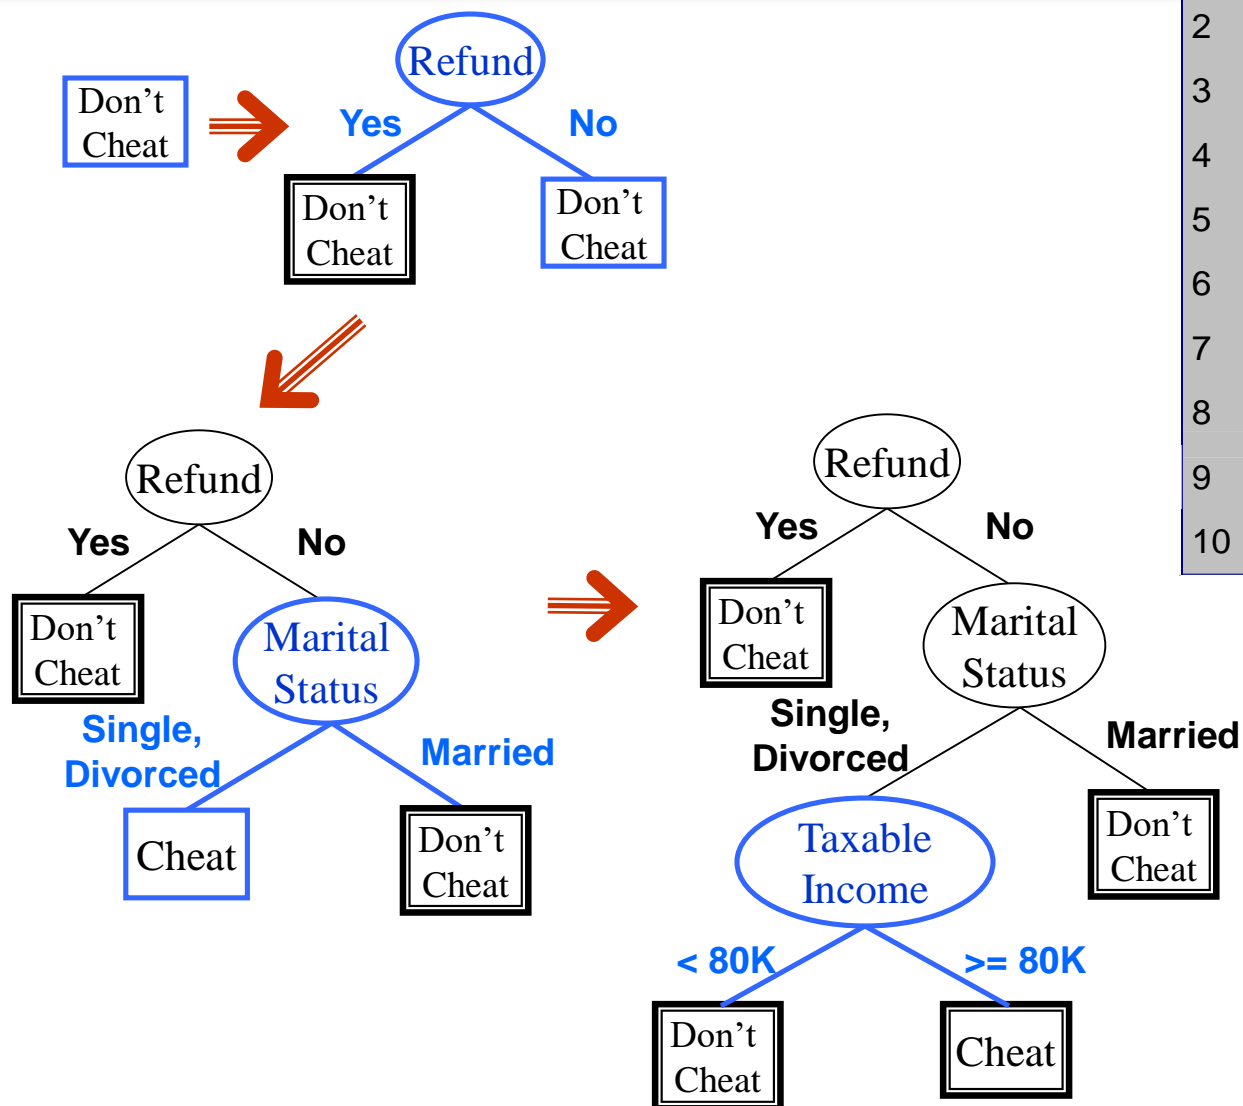 Refund
Don't
Cheat
Yes
No
Don't
Cheat
Don't
Cheat
Refund
Yes
No
Don't
Cheat
Marital
Status
Single,
Divorced
Married
Cheat
Don't
Cheat
Refund
Yes
No
Don't
Cheat
Marital
Status
Single,
Divorced
Married
Taxable
Income
Don't
Cheat
< 80K
>= 80K
Don't
Cheat
Cheat
2
3
4
5
6
7
8
9
10